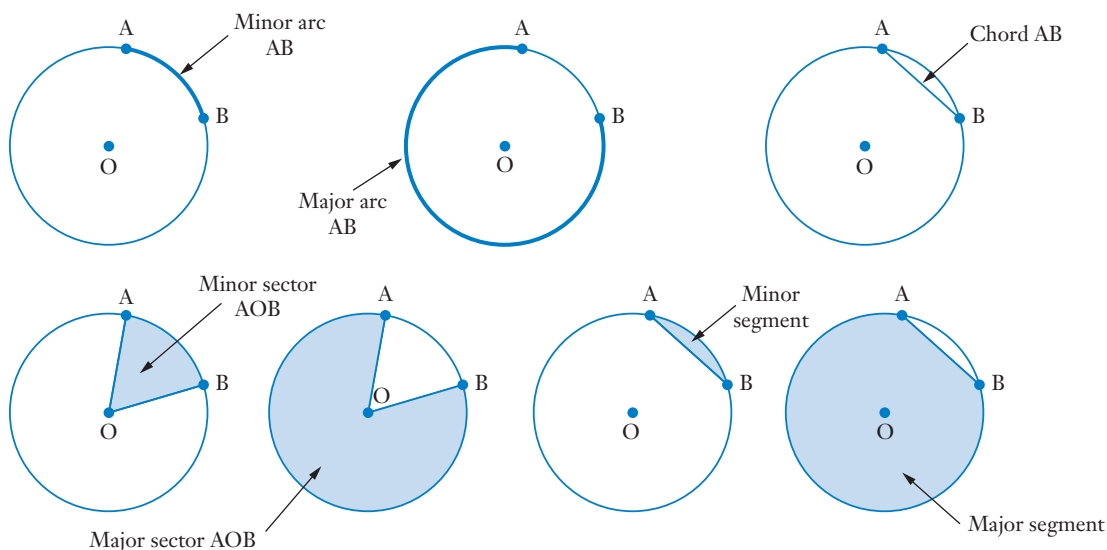 Minor arc
AB
A
B
O
A
B
O
Major arc
AB
Chord AB
A
B
O
Minor sector
AOB
A
B
O
A
B
O
Major sector AOB
A
Minor
segment
B
O
A
B
O
Major segment